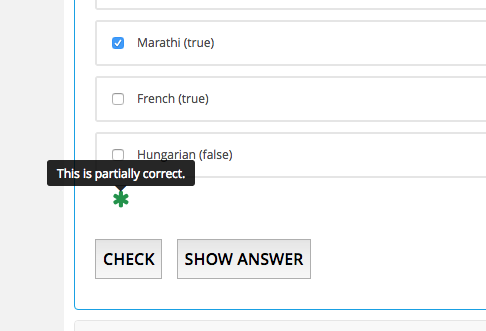 Marathi (true)
French (true)
Hungarian (false)
This is partially correct.
CHECK
SHOW ANSWER